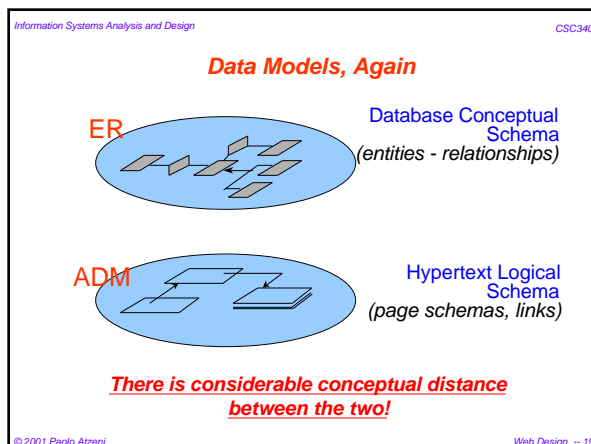 Information Systems Analysis and Design
CSC340
Data Models, Again
ER
Database Conceptual
Schema
(entities - relationships)
ADM
Hypertext Logical
Schema
(page schemas, links)
There is considerable conceptual distance
between the two!
© 2001 Paolo Atzeni
Web Design -- 19